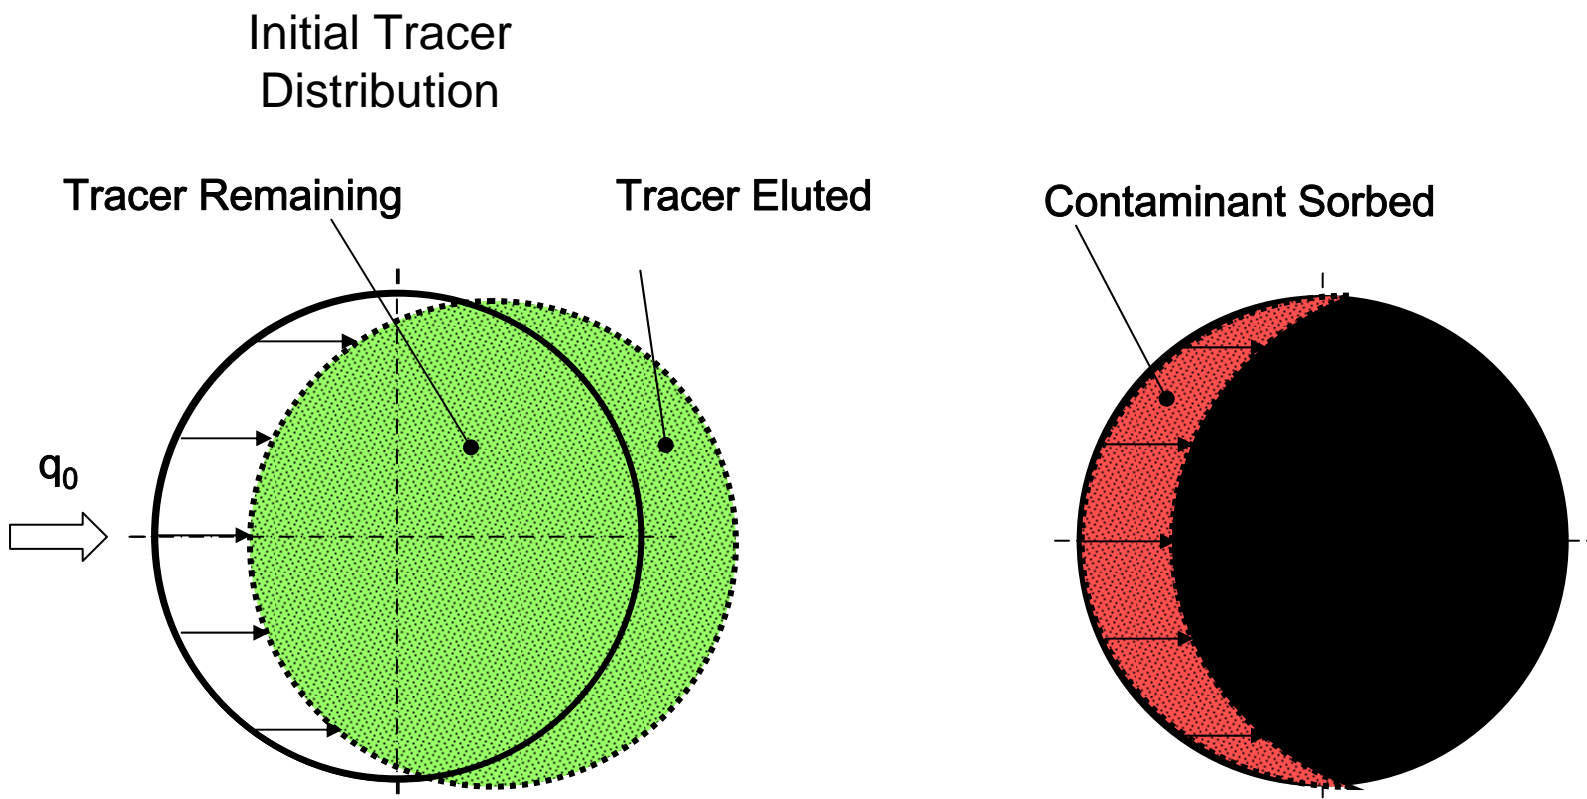 Initial Tracer
Distribution
Tracer Remaining
Tracer Eluted
Contaminant Sorbed
q₀